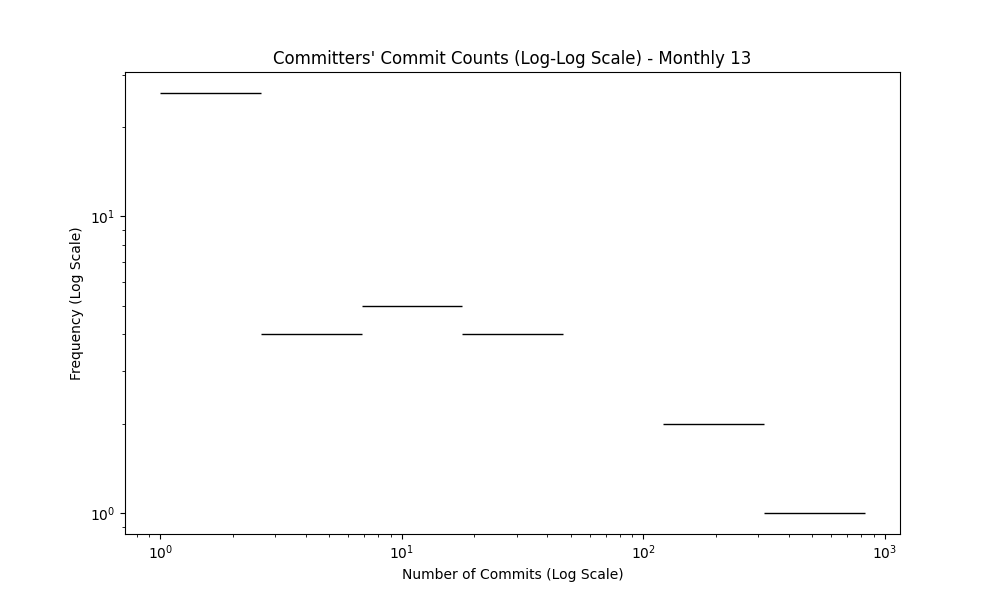 Committers' Commit Counts (Log-Log Scale) - Monthly 13
Frequency (Log Scale)
10¹
10⁰
10⁰ 10¹ 10² 10³
Number of Commits (Log Scale)